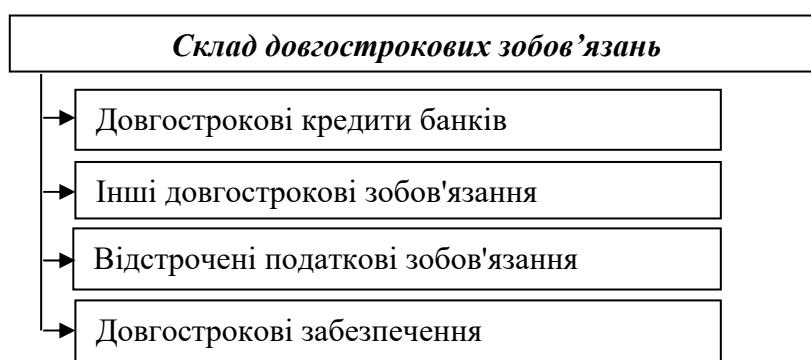 Склад довгострокових зобов’язань
Довгострокові кредити банків
Інші довгострокові зобов'язання
Відстрочені податкові зобов'язання
Довгострокові забезпечення